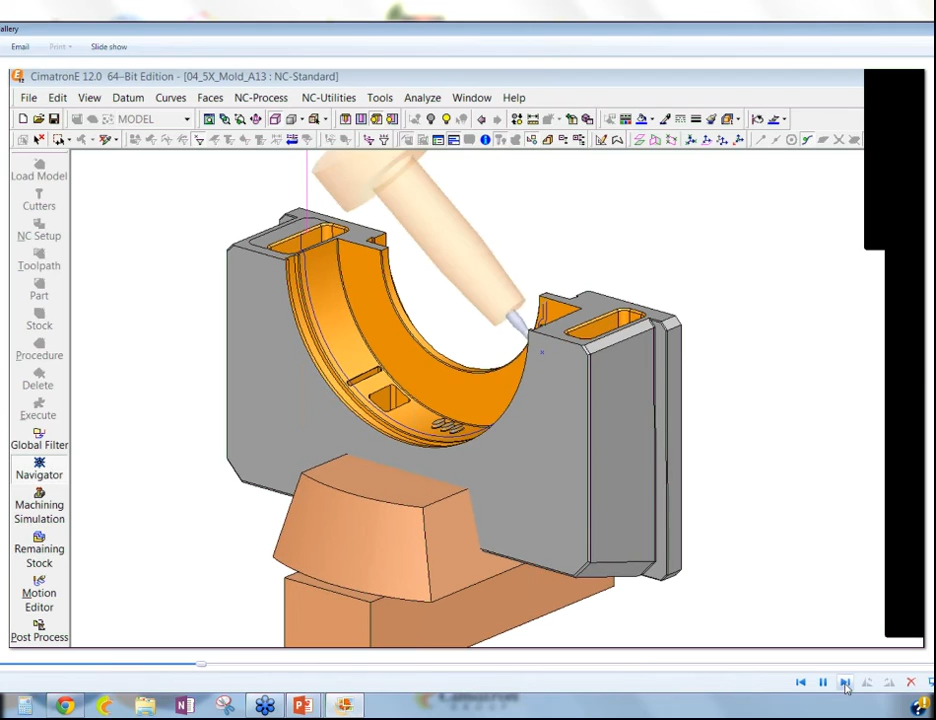 allery
Email Print Slide show
CimatronE 12.0 64-Bit Edition - [04_5X_Mold_A13 : NC-Standard]
File Edit View Datum Curves Faces NC-Process NC-Utilities Tools Analyze Window Help
MODEL
Load Model
Cutters
NC Setup
Toolpath
Part
Stock
Procedure
Delete
Execute
Global Filter
Navigator
Machining
Simulation
Remaining
Stock
Motion
Editor
Post Process